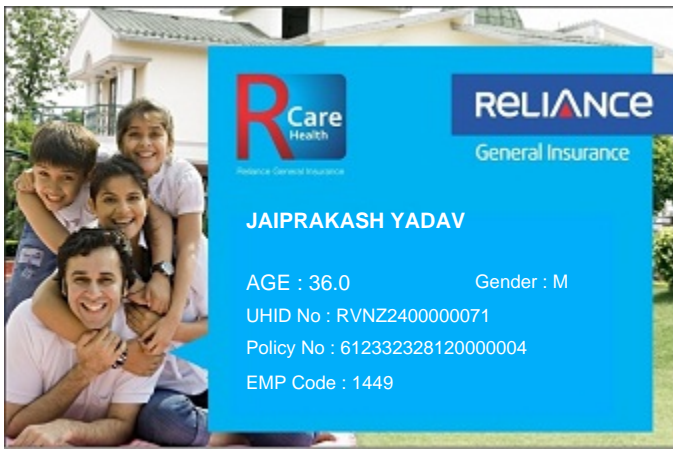 R Care
Health
Reliance General Insurance
RELIANCE
General Insurance
JAIPRAKASH YADAV
AGE : 36.0 Gender : M
UHID No : RVNZ2400000071
Policy No : 612332328120000004
EMP Code : 1449